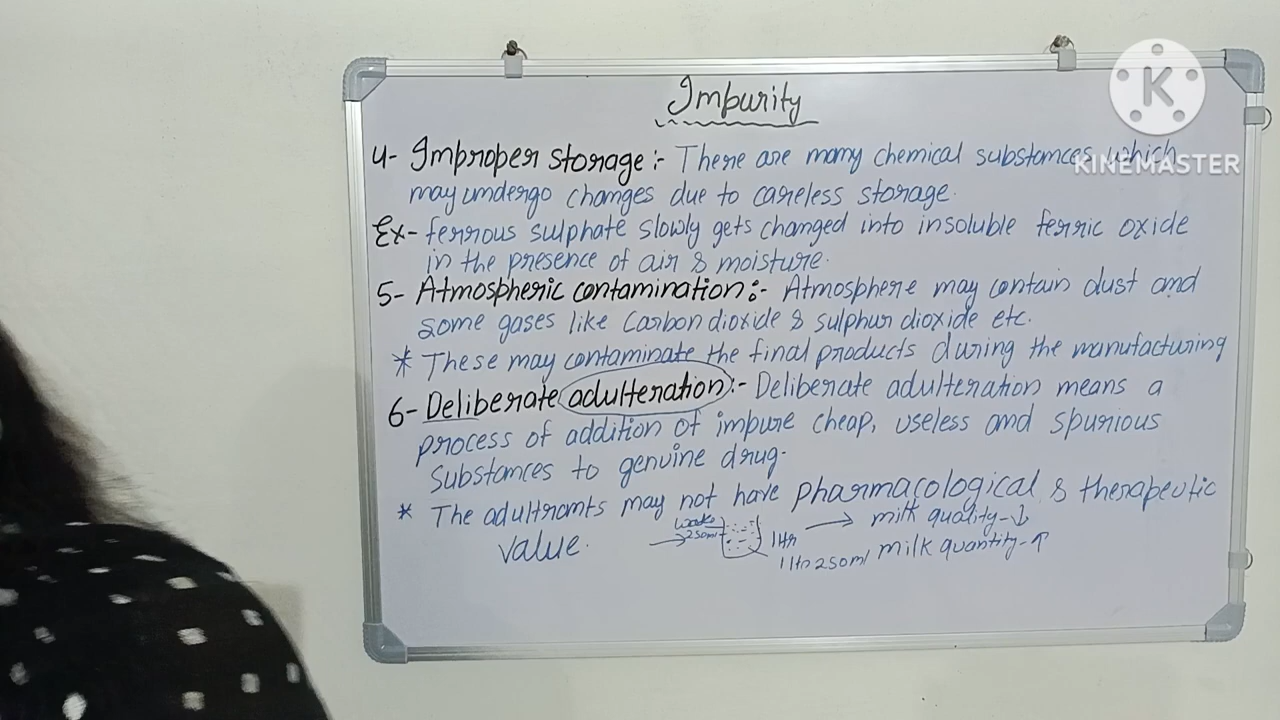 Impurity
4- Improper storage :- There are many chemical substances which
may undergo changes due to careless storage.
Ex- ferrous sulphate slowly gets changed into insoluble ferric oxide
in the presence of air & moisture.
5- Atmospheric contamination :- Atmosphere may contain dust and
some gases like Carbon dioxide & sulphur dioxide etc.
* These may contaminate the final products during the manufacturing
6- Deliberate adulteration :- Deliberate adulteration means a
process of addition of impure cheap, useless and spurious
substances to genuine drug.
* The adultrants may not have pharmacological & therapeutic
value.
250ml
1 ltr
→ milk quality-↓
1 ltr 250ml milk quantity-↑
K
KINEMASTER